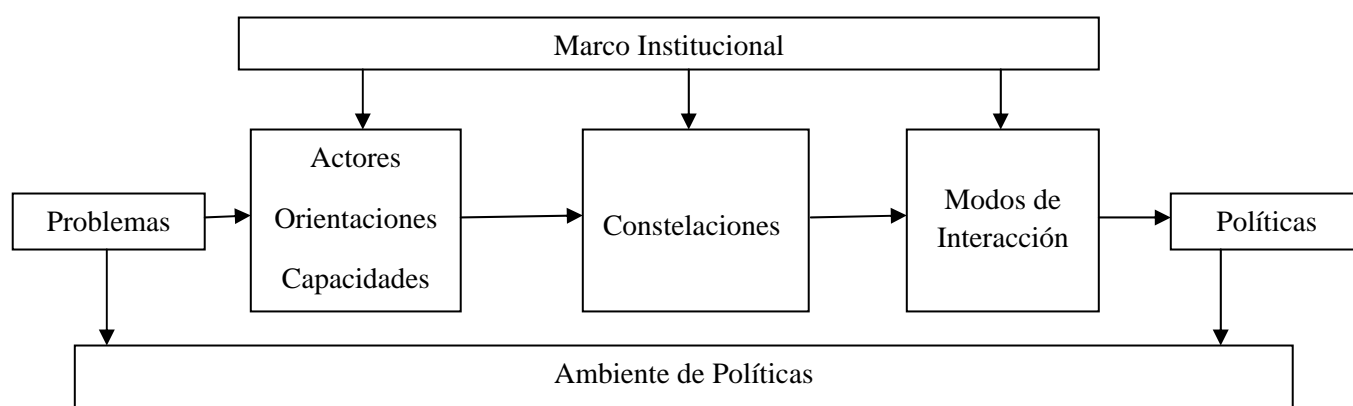 Marco Institucional
Actores
Orientaciones
Capacidades
Problemas
Constelaciones
Modos de
Interacción
Políticas
Ambiente de Políticas